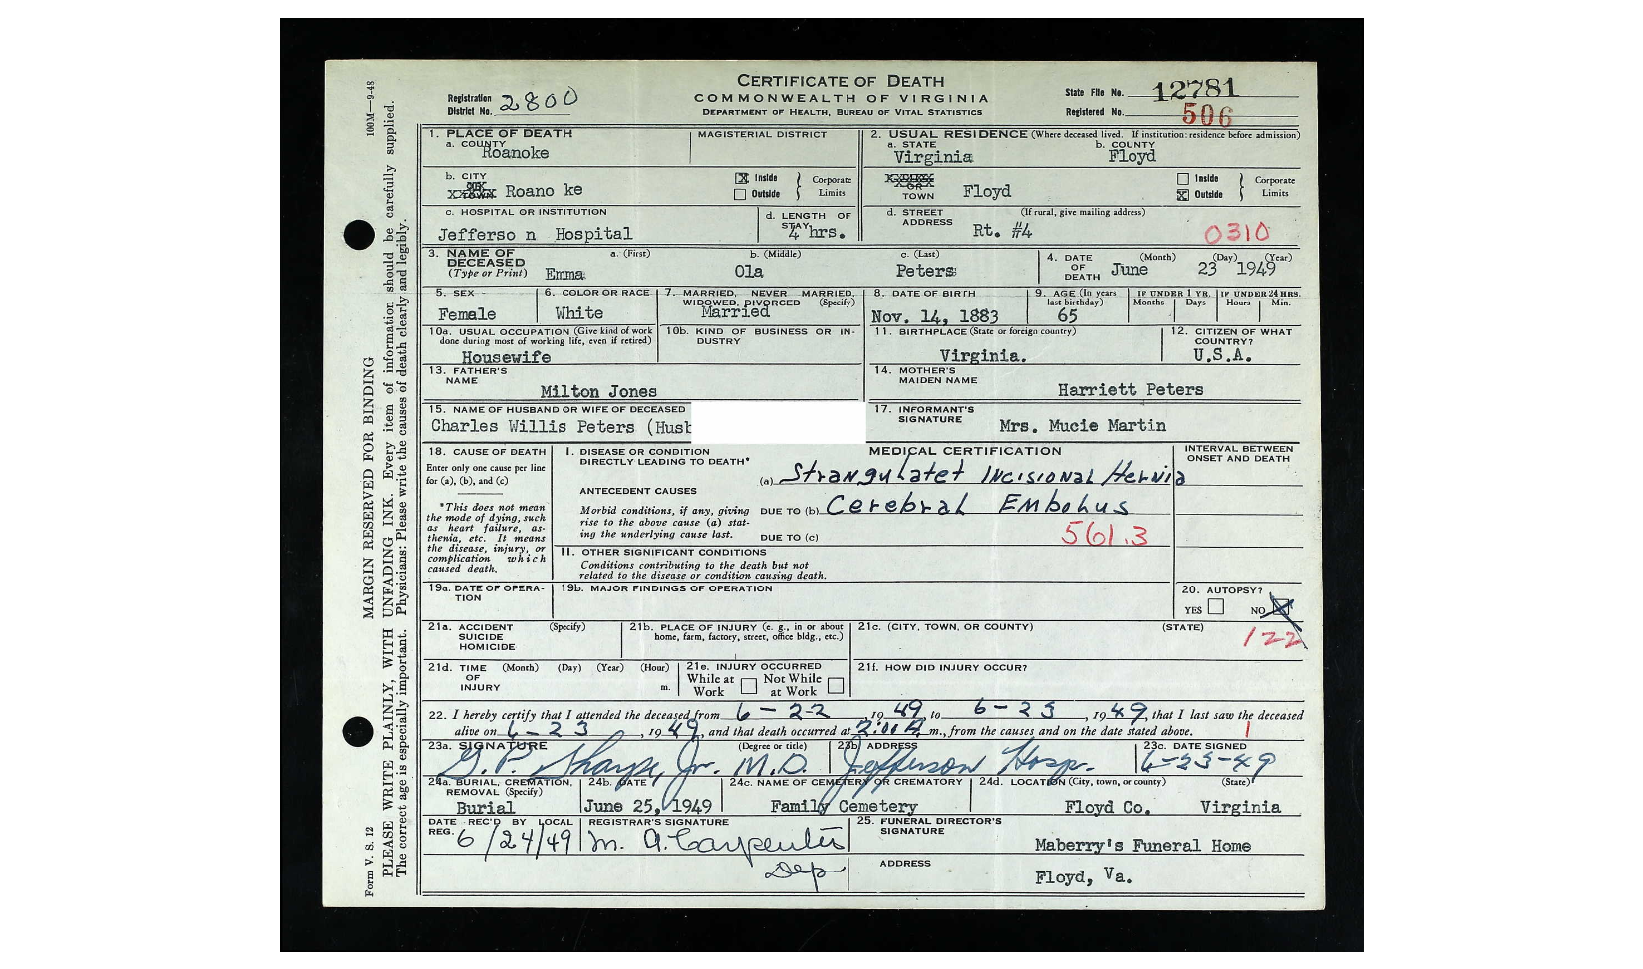 CERTIFICATE OF DEATH
COMMONWEALTH OF VIRGINIA
DEPARTMENT OF HEALTH, BUREAU OF VITAL STATISTICS
Registration District No. 2800
State File No. 12781
Registered No. 506
100M—9-48
MARGIN RESERVED FOR BINDING
PLEASE WRITE PLAINLY, WITH UNFADING INK. Every item of information should be carefully supplied.
The correct age is especially important. Physicians: Please write the causes of death clearly and legibly.
Form V. S. 12
1. PLACE OF DEATH
a. COUNTY Roanoke
MAGISTERIAL DISTRICT
2. USUAL RESIDENCE (Where deceased lived. If institution: residence before admission)
a. STATE Virginia
b. COUNTY Floyd
b. CITY
Roano ke
Inside
Outside
Corporate Limits
OR TOWN Floyd
Inside
Outside
Corporate Limits
c. HOSPITAL OR INSTITUTION
Jefferso n Hospital
d. LENGTH OF STAY 4 hrs.
d. STREET ADDRESS (If rural, give mailing address)
Rt. #4
0310
3. NAME OF DECEASED (Type or Print)
a. (First) Emma
b. (Middle) Ola
c. (Last) Peters
4. DATE OF DEATH (Month) (Day) (Year)
June 23 1949
5. SEX
Female
6. COLOR OR RACE
White
7. MARRIED, NEVER MARRIED, WIDOWED, DIVORCED (Specify)
Married
8. DATE OF BIRTH
Nov. 14, 1883
9. AGE (In years last birthday)
65
IF UNDER 1 YR. Months Days
IF UNDER 24 HRS. Hours Min.
10a. USUAL OCCUPATION (Give kind of work done during most of working life, even if retired)
Housewife
10b. KIND OF BUSINESS OR INDUSTRY
11. BIRTHPLACE (State or foreign country)
Virginia.
12. CITIZEN OF WHAT COUNTRY?
U.S.A.
13. FATHER'S NAME
Milton Jones
14. MOTHER'S MAIDEN NAME
Harriett Peters
15. NAME OF HUSBAND OR WIFE OF DECEASED
Charles Willis Peters (Husb
17. INFORMANT'S SIGNATURE
Mrs. Mucie Martin
18. CAUSE OF DEATH
Enter only one cause per line for (a), (b), and (c)
*This does not mean the mode of dying, such as heart failure, asthenia, etc. It means the disease, injury, or complication which caused death.
MEDICAL CERTIFICATION
INTERVAL BETWEEN ONSET AND DEATH
I. DISEASE OR CONDITION DIRECTLY LEADING TO DEATH*
(a) Strangulatet Incisional Hernia
ANTECEDENT CAUSES
Morbid conditions, if any, giving rise to the above cause (a) stating the underlying cause last.
DUE TO (b) Cerebral Embolus
DUE TO (c)
561.3
II. OTHER SIGNIFICANT CONDITIONS
Conditions contributing to the death but not related to the disease or condition causing death.
19a. DATE OF OPERATION
19b. MAJOR FINDINGS OF OPERATION
20. AUTOPSY?
YES NO
21a. ACCIDENT SUICIDE HOMICIDE (Specify)
21b. PLACE OF INJURY (e. g., in or about home, farm, factory, street, office bldg., etc.)
21c. (CITY, TOWN, OR COUNTY) (STATE)
122
21d. TIME OF INJURY (Month) (Day) (Year) (Hour) m.
21e. INJURY OCCURRED
While at Work Not While at Work
21f. HOW DID INJURY OCCUR?
22. I hereby certify that I attended the deceased from 6-22, 1949, to 6-23, 1949, that I last saw the deceased
alive on 6-23, 1949, and that death occurred at 2:00 A. m., from the causes and on the date stated above.
1
23a. SIGNATURE (Degree or title)
G.P. Sharpe, Jr. M.D.
23b. ADDRESS
Jefferson Hosp.
23c. DATE SIGNED
6-23-49
24a. BURIAL, CREMATION, REMOVAL (Specify)
Burial
24b. DATE
June 25, 1949
24c. NAME OF CEMETERY OR CREMATORY
Family Cemetery
24d. LOCATION (City, town, or county) (State)
Floyd Co. Virginia
DATE REC'D BY LOCAL REG.
6/24/49
REGISTRAR'S SIGNATURE
M. A. Carpenter
Dep
25. FUNERAL DIRECTOR'S SIGNATURE
Maberry's Funeral Home
ADDRESS
Floyd, Va.